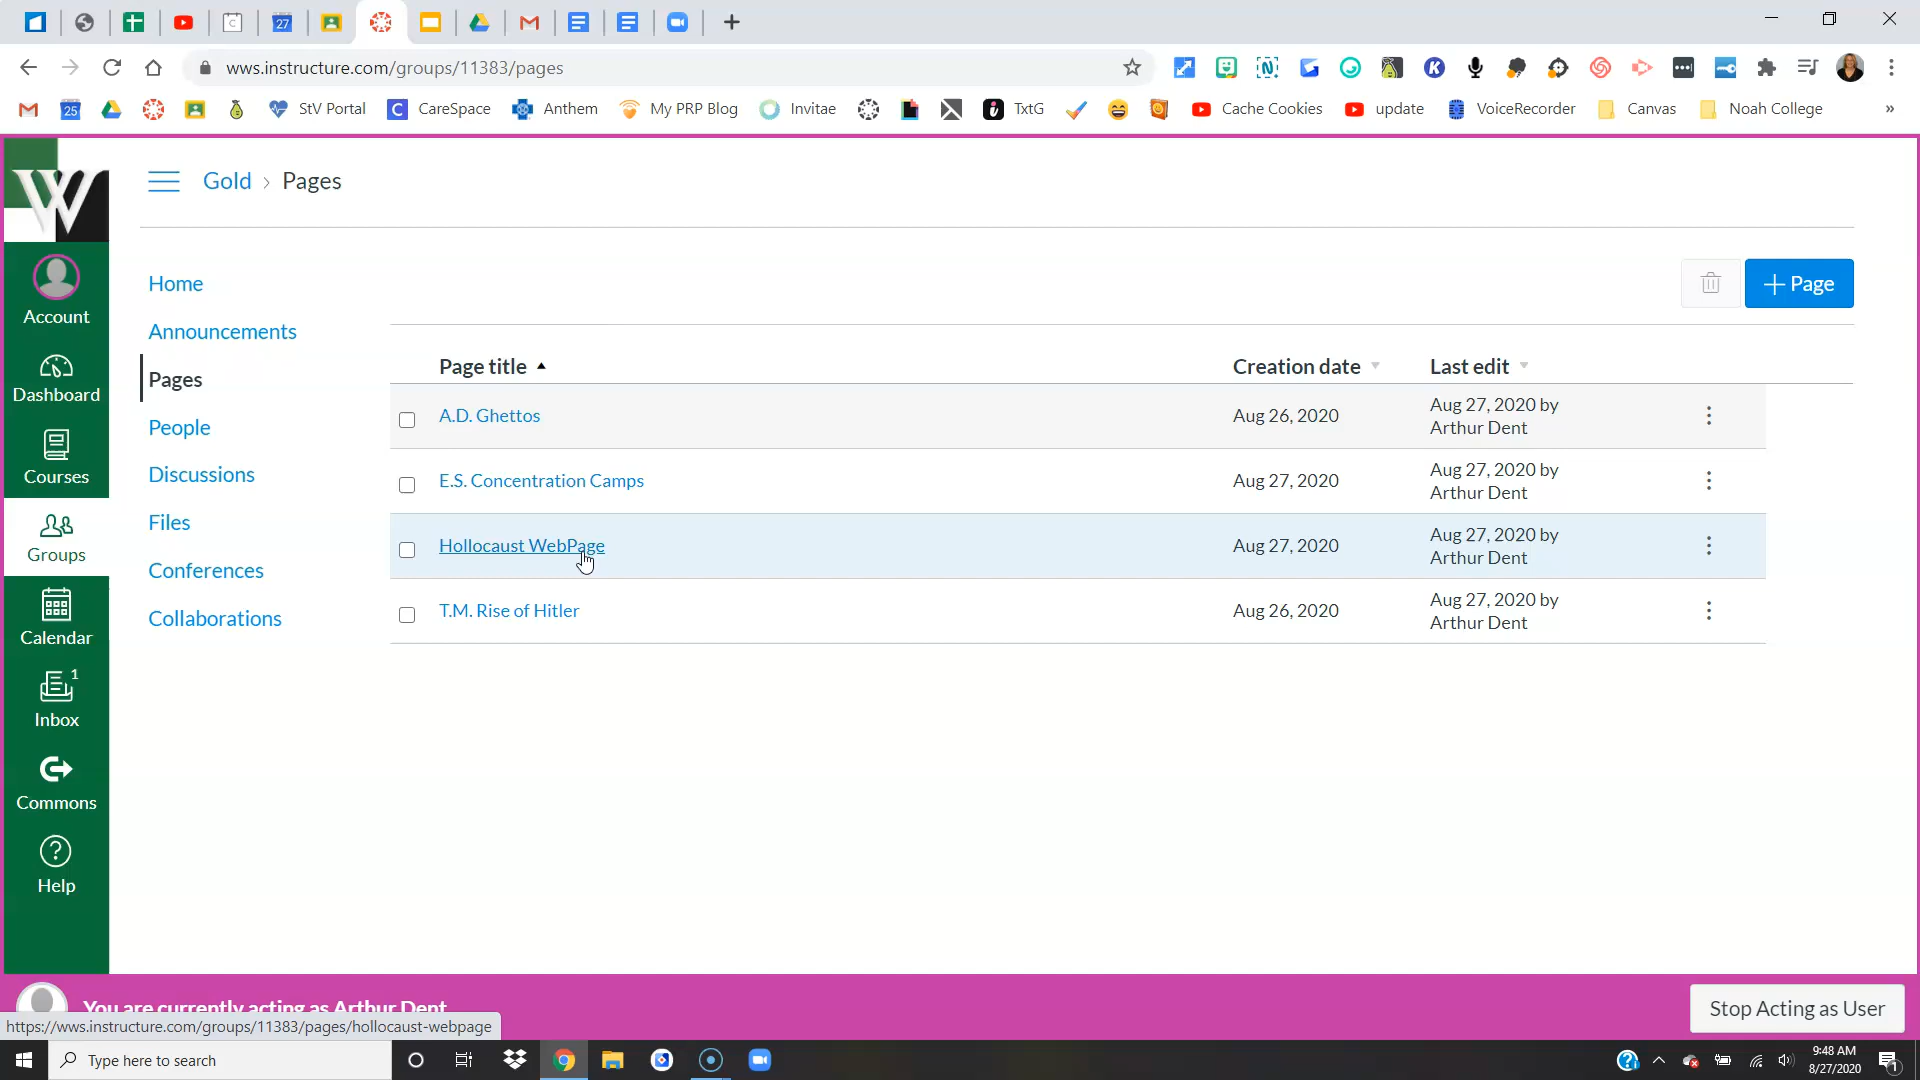 27
C
wws.instructure.com/groups/11383/pages
25
StV Portal
C
CareSpace
Anthem
My PRP Blog
Invitae
TxtG
Cache Cookies
update
VoiceRecorder
Canvas
Noah College
»
W
Gold › Pages
Account
Dashboard
Courses
Groups
Calendar
1
Inbox
Commons
?
Help
Home
Announcements
Pages
People
Discussions
Files
Conferences
Collaborations
+ Page
Page title Creation date Last edit
A.D. Ghettos Aug 26, 2020 Aug 27, 2020 by
Arthur Dent
E.S. Concentration Camps Aug 27, 2020 Aug 27, 2020 by
Arthur Dent
Hollocaust WebPage Aug 27, 2020 Aug 27, 2020 by
Arthur Dent
T.M. Rise of Hitler Aug 26, 2020 Aug 27, 2020 by
Arthur Dent
You are currently acting as Arthur Dent
Stop Acting as User
https://wws.instructure.com/groups/11383/pages/hollocaust-webpage
Type here to search
9:48 AM
8/27/2020
1